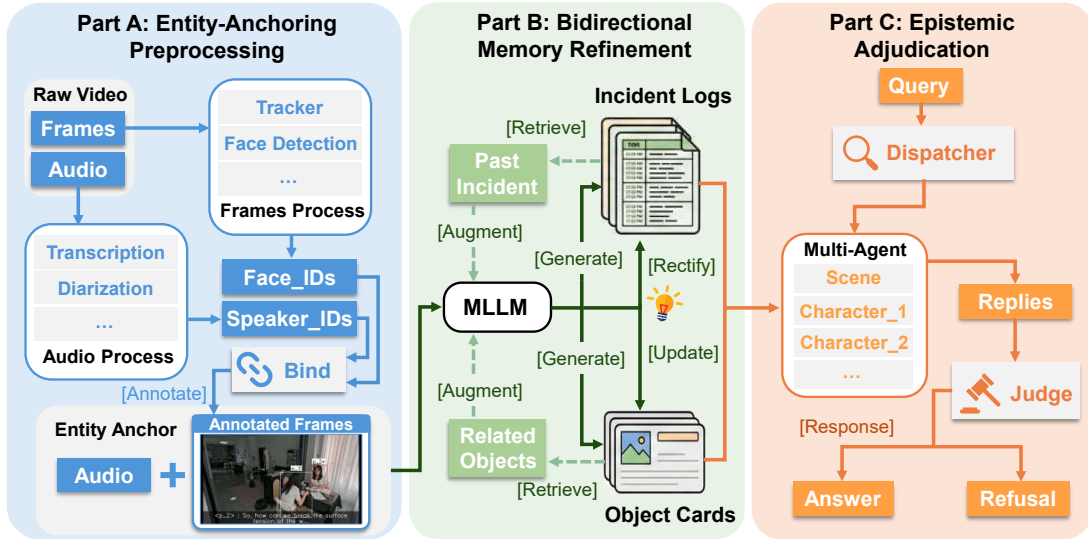 Part A: Entity-Anchoring
Preprocessing
Raw Video
Frames
Audio
Tracker
Face Detection
...
Frames Process
Transcription
Diarization
...
Audio Process
Face_IDs
Speaker_IDs
Bind
[Annotate]
Entity Anchor
Audio
Annotated Frames
<p_2> : So, how can we break the surface
tension of the w...
Part B: Bidirectional
Memory Refinement
Incident Logs
[Retrieve]
Past
Incident
[Augment]
[Generate]
[Rectify]
MLLM
[Generate]
[Update]
[Augment]
Related
Objects
[Retrieve]
Object Cards
Part C: Epistemic
Adjudication
Query
Dispatcher
Multi-Agent
Scene
Character_1
Character_2
...
Replies
Judge
[Response]
Answer
Refusal